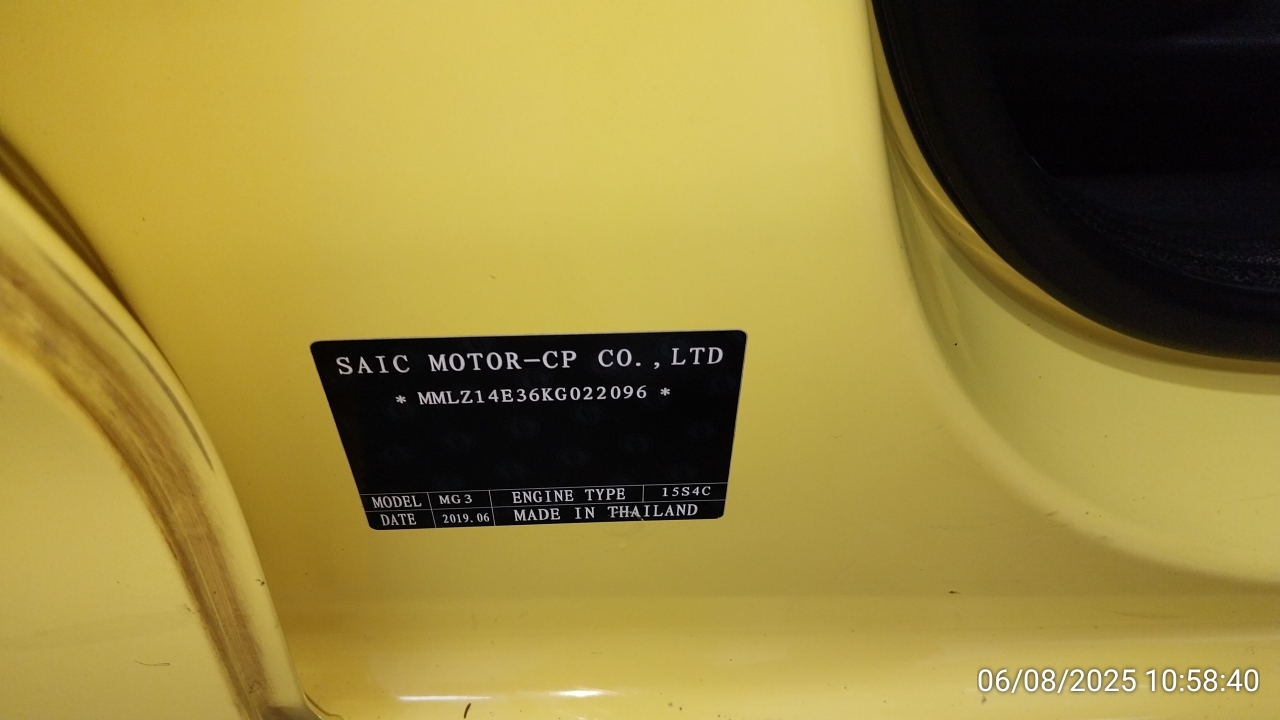 SAIC MOTOR-CP CO.,LTD
* MMLZ14E36KG022096 *
MODEL MG3 ENGINE TYPE 15S4C
DATE 2019.06 MADE IN THAILAND
06/08/2025 10:58:40